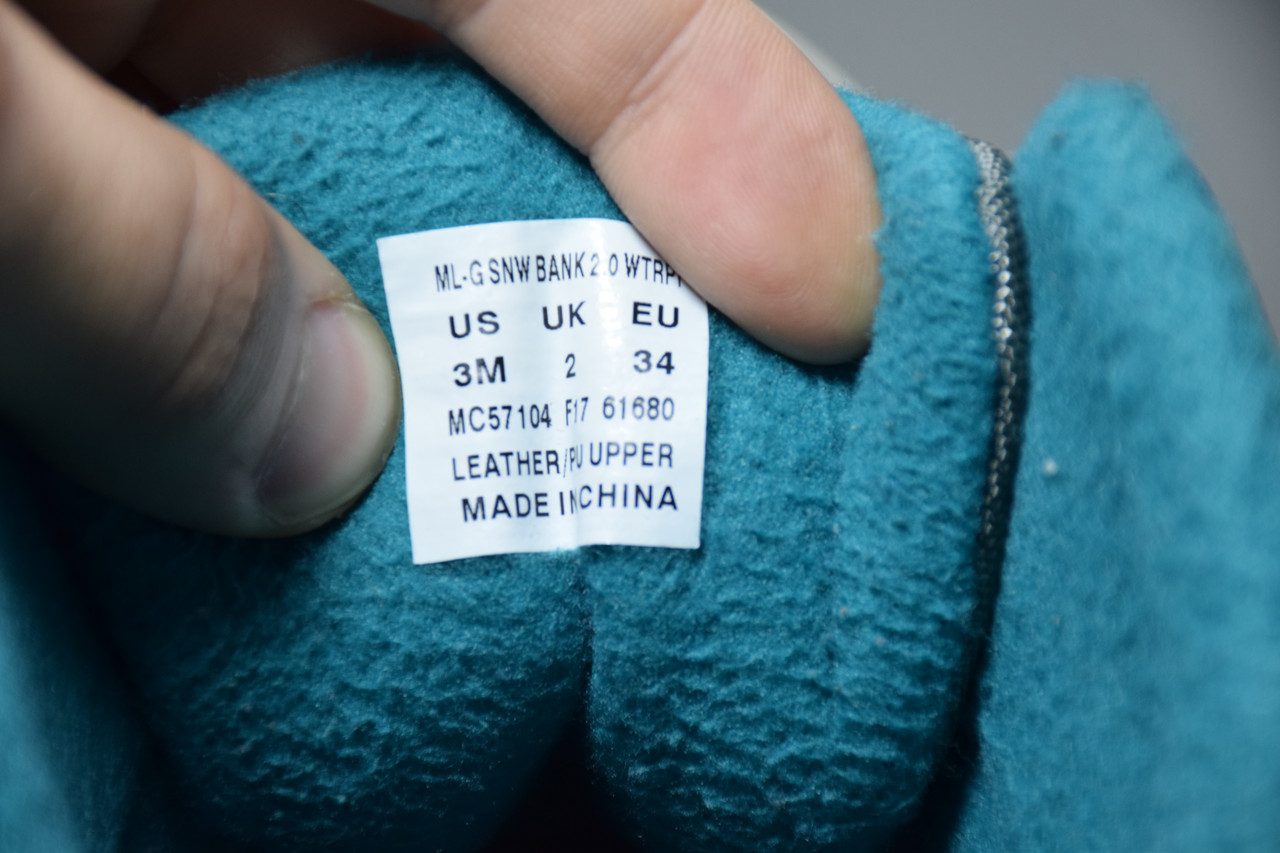 ML-G SNW BANK 2.0
US UK EU
3M 2 34
MC57104 F17 61680
LEATHER/PU UPPER
MADE IN CHINA